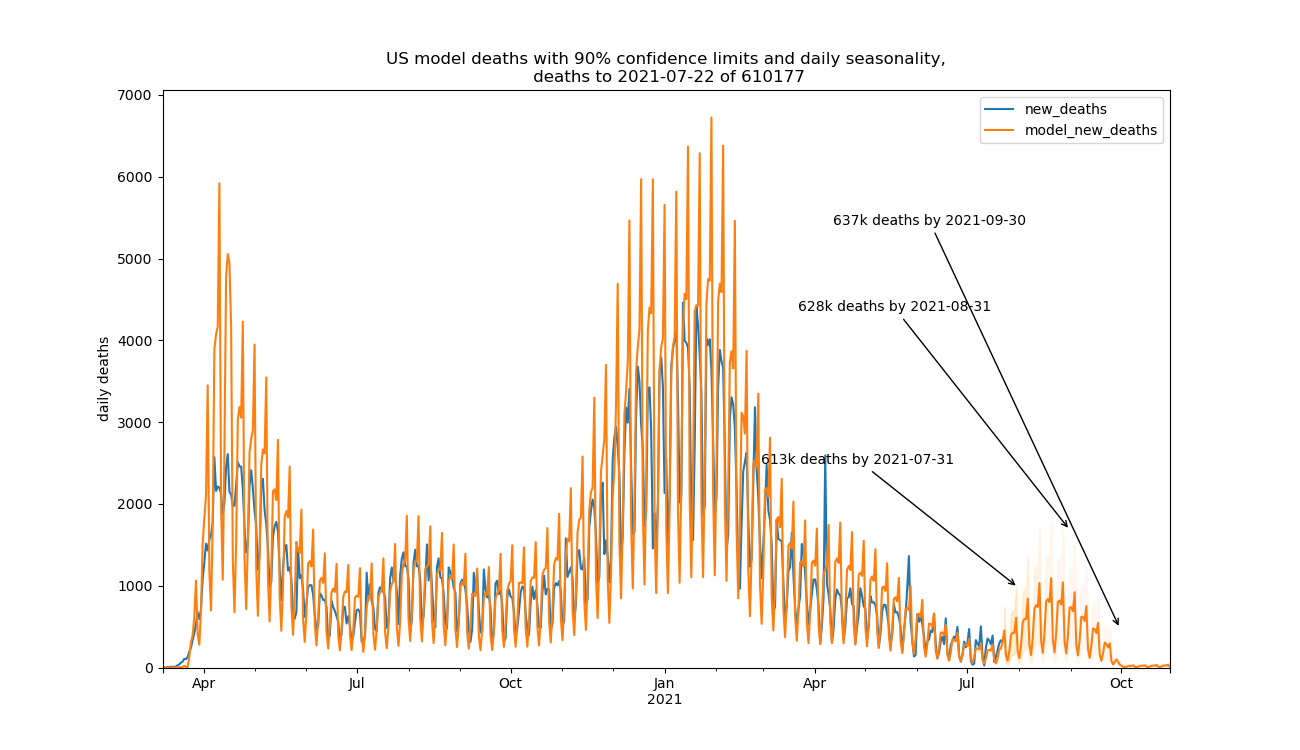 US model deaths with 90% confidence limits and daily seasonality,
deaths to 2021-07-22 of 610177
7000
6000
5000
4000
3000
2000
1000
0
daily deaths
new_deaths
model_new_deaths
637k deaths by 2021-09-30
628k deaths by 2021-08-31
613k deaths by 2021-07-31
Apr
Jul
Oct
Jan
2021
Apr
Jul
Oct